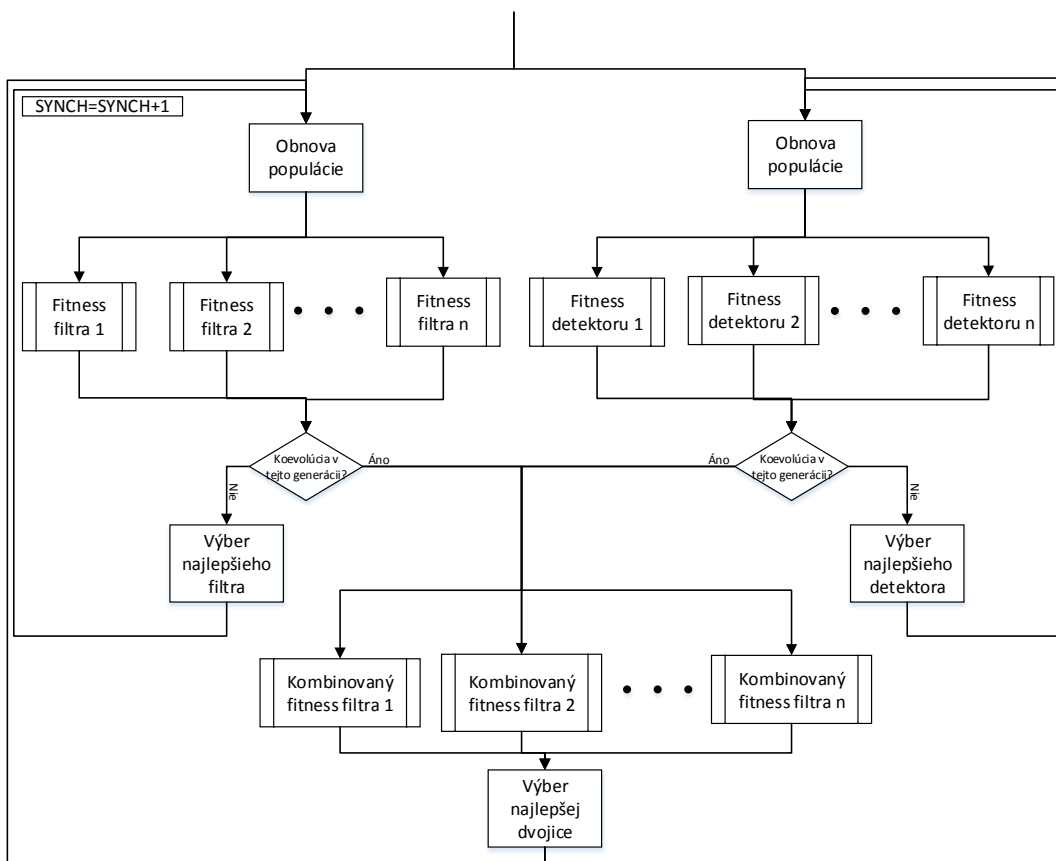 SYNCH=SYNCH+1
Obnova
populácie
Obnova
populácie
Fitness
filtra 1
Fitness
filtra 2
Fitness
filtra n
Fitness
detektoru 1
Fitness
detektoru 2
Fitness
detektoru n
Koevolúcia v
tejto generácii?
Áno
Nie
Koevolúcia v
tejto generácii?
Áno
Nie
Výber
najlepšieho
filtra
Výber
najlepšieho
detektora
Kombinovaný
fitness filtra 1
Kombinovaný
fitness filtra 2
Kombinovaný
fitness filtra n
Výber
najlepšej
dvojice